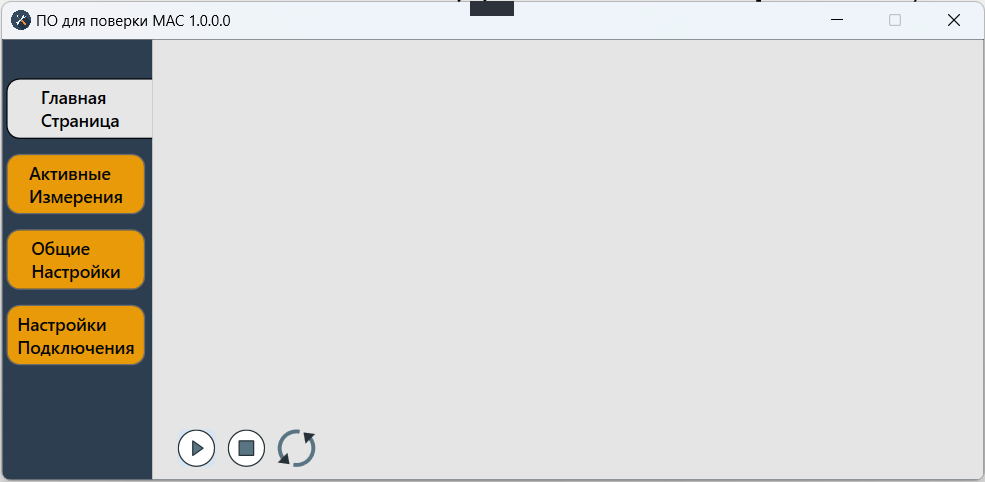 ПО для поверки МАС 1.0.0.0
Главная
Страница
Активные
Измерения
Общие
Настройки
Настройки
Подключения